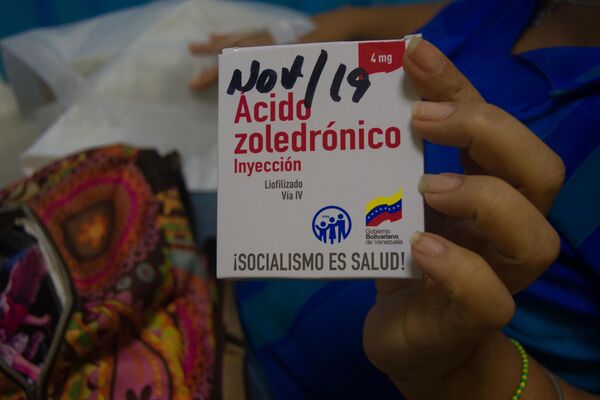 Nov/19
4 mg
Ácido
zoledrónico
Inyección
Liofilizado
Vía IV
Gobierno
Bolivariano
de Venezuela
¡SOCIALISMO ES SALUD!